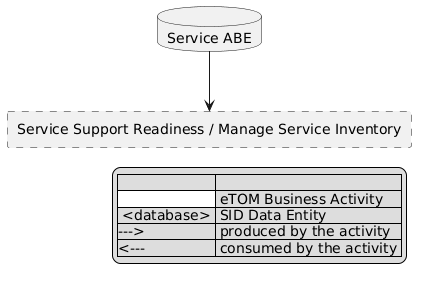 Service ABE
Service Support Readiness / Manage Service Inventory
eTOM Business Activity
<database> SID Data Entity
---> produced by the activity
<--- consumed by the activity